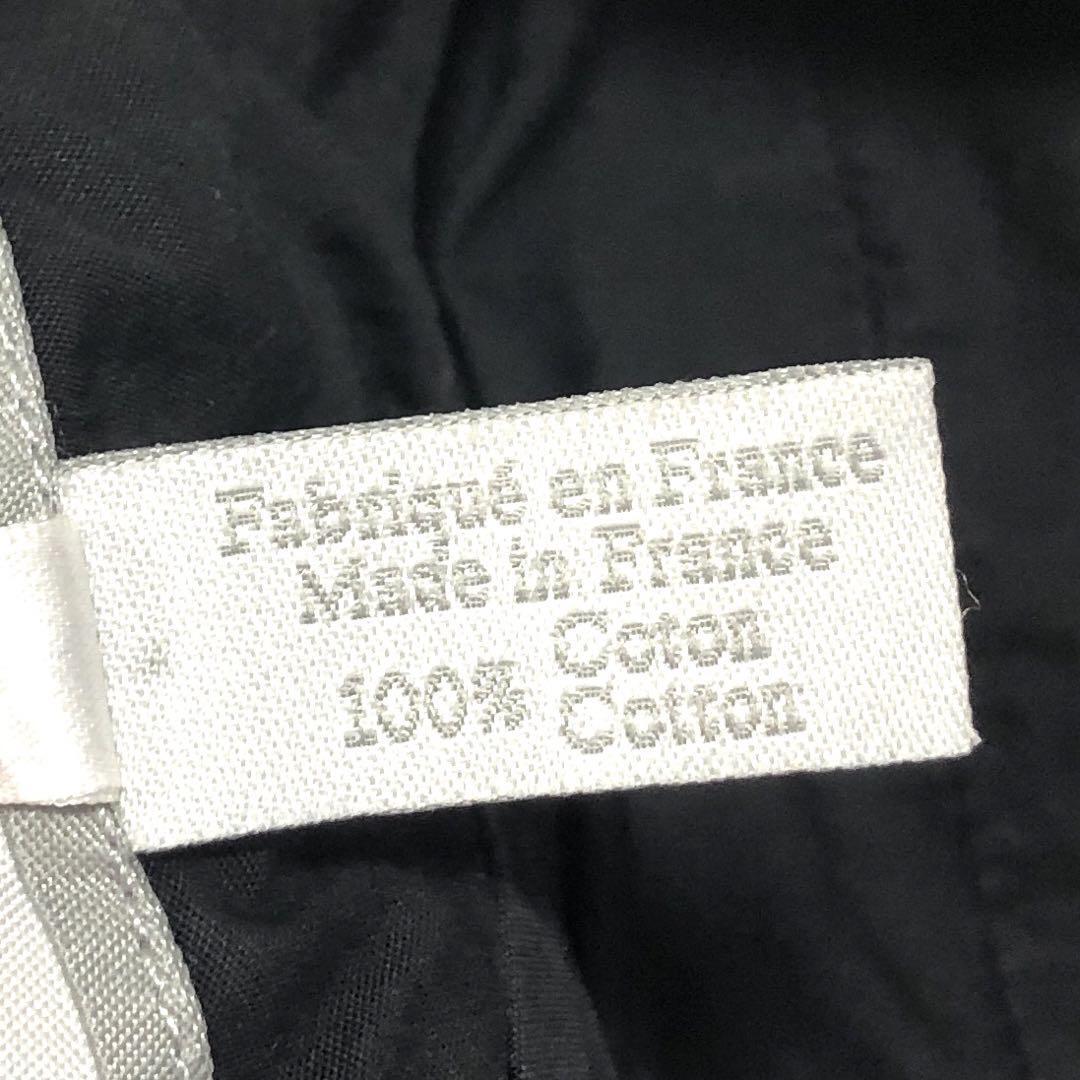 Fabriqué en France
Made in France
Coton
100%
Cotton